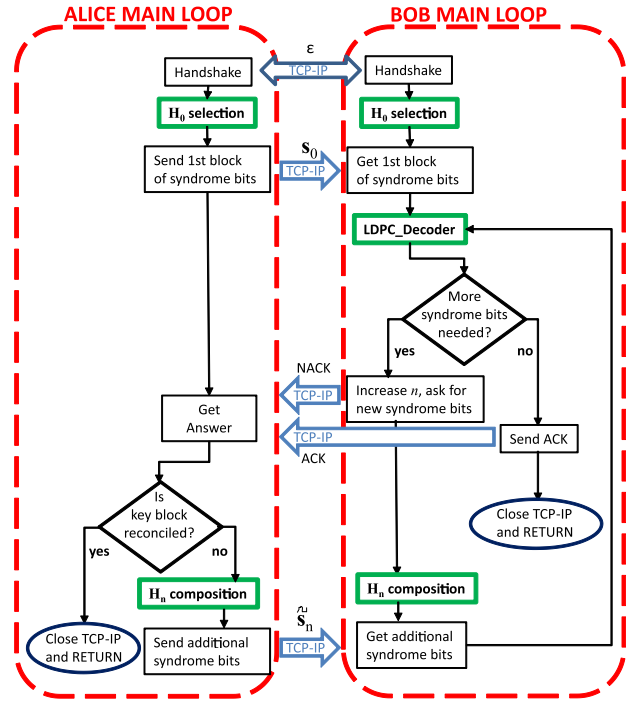 ALICE MAIN LOOP
BOB MAIN LOOP
ε
Handshake
TCP-IP
Handshake
H₀ selection
H₀ selection
s₀
Send 1st block
of syndrome bits
TCP-IP
Get 1st block
of syndrome bits
LDPC_Decoder
More
syndrome bits
needed?
yes
no
NACK
TCP-IP
Increase n, ask for
new syndrome bits
Get
Answer
TCP-IP
ACK
Send ACK
Is
key block
reconciled?
yes
no
Close TCP-IP
and RETURN
Hₙ composition
Hₙ composition
s̃̃ₙ
Close TCP-IP
and RETURN
Send additional
syndrome bits
TCP-IP
Get additional
syndrome bits